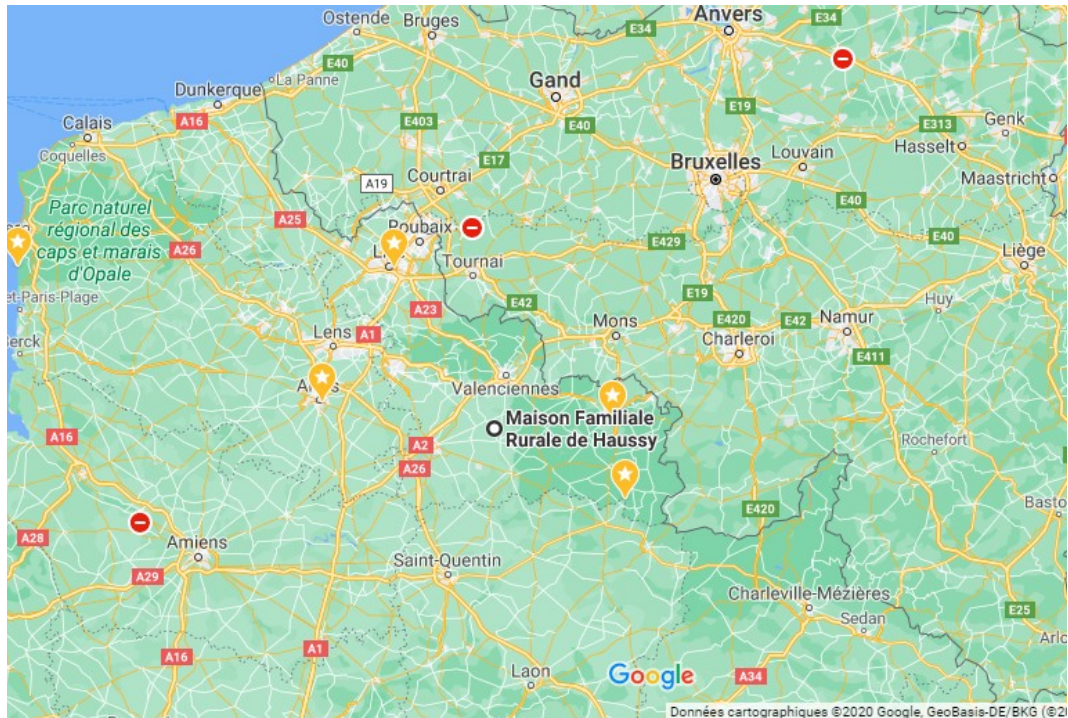 Ostende
Bruges
E34
Anvers
E34
E40
La Panne
Gand
Dunkerque
E19
Calais
A16
E403
E40
E313
Genk
Coquelles
E17
Hasselt
Bruxelles
Louvain
Courtrai
A19
Maastricht
Parc naturel
régional des
caps et marais
d'Opale
A25
Roubaix
E40
A26
E429
E40
Tournai
Liège
E19
et-Paris-Plage
E42
A23
Huy
Lens
A1
Mons
E420
E42
Namur
Charleroi
E411
Valenciennes
A16
Maison Familiale
Rurale de Haussy
A2
Rochefort
A26
E420
A28
Amiens
Saint-Quentin
A29
Charleville-Mézières
E25
Sedan
A16
A1
Laon
Google
A34
Données cartographiques ©2020 Google, GeoBasis-DE/BKG